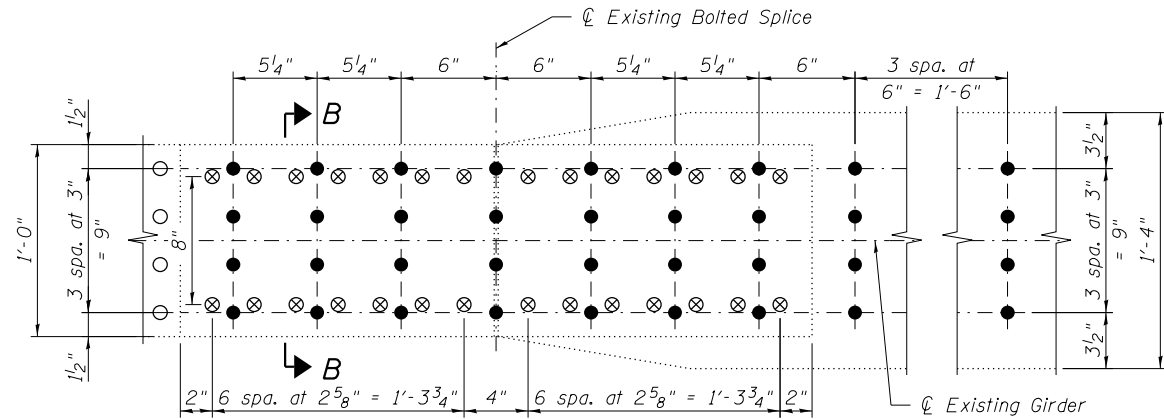 ℄ Existing Bolted Splice
5¼" 5¼" 6" 6" 5¼" 5¼" 6" 3 spa. at
6" = 1'-6"
B
1½"
1'-0"
3 spa. at 3"
= 9"
8"
1½"
3½"
3 spa. at 3"
= 9"
1'-4"
3½"
B
2" 6 spa. at 2⅝" = 1'-3¾" 4" 6 spa. at 2⅝" = 1'-3¾" 2"
℄ Existing Girder